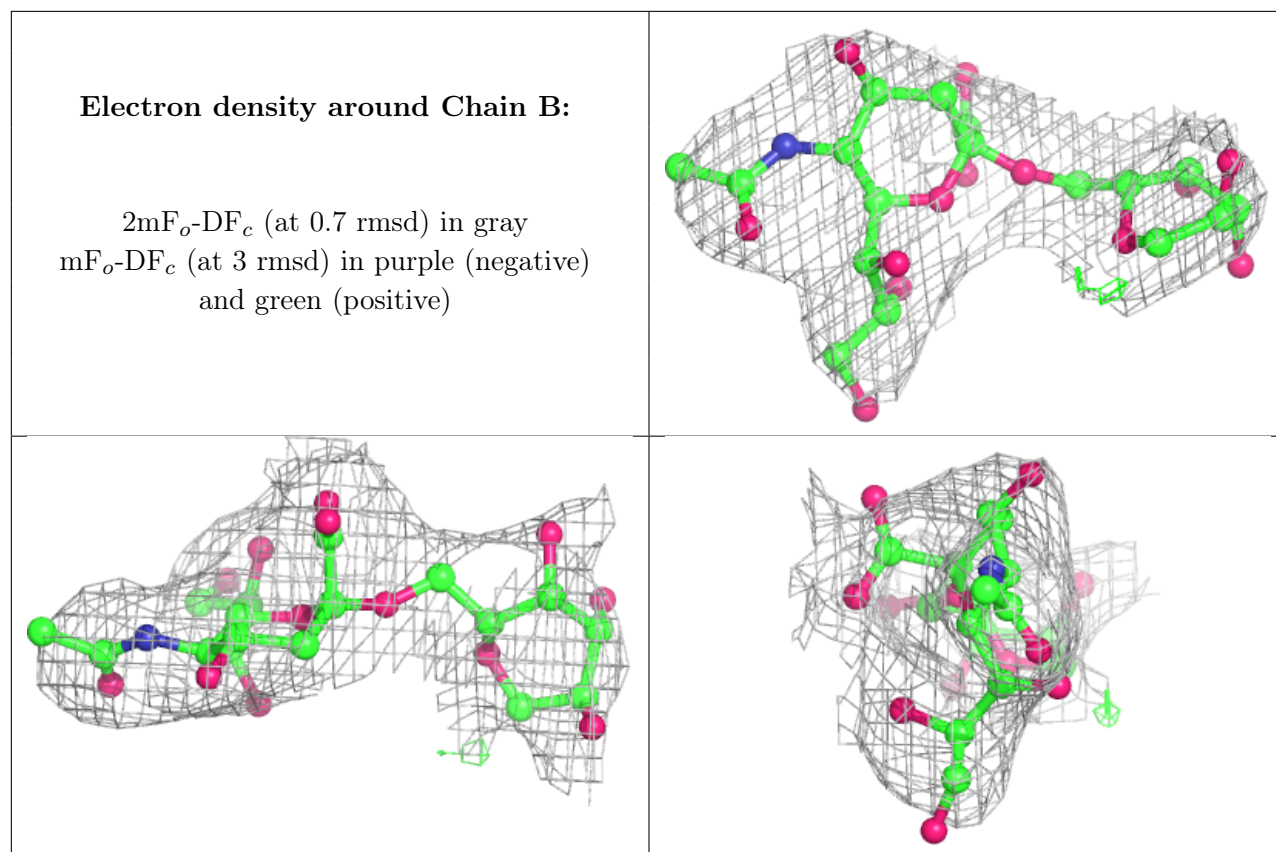 Electron density around Chain B:
2mFo-DFc (at 0.7 rmsd) in gray
mFo-DFc (at 3 rmsd) in purple (negative)
and green (positive)